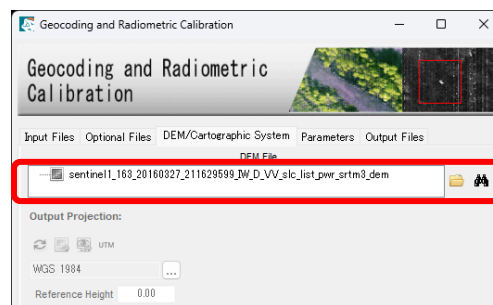 Geocoding and Radiometric Calibration
Geocoding and Radiometric
Calibration
Input Files Optional Files DEM/Cartographic System Parameters Output Files
DEM File
sentinel1_163_20160327_211629599_IW_D_VV_slc_list_pwr_srtm3_dem
Output Projection:
UTM
WGS 1984 ...
Reference Height 0.00